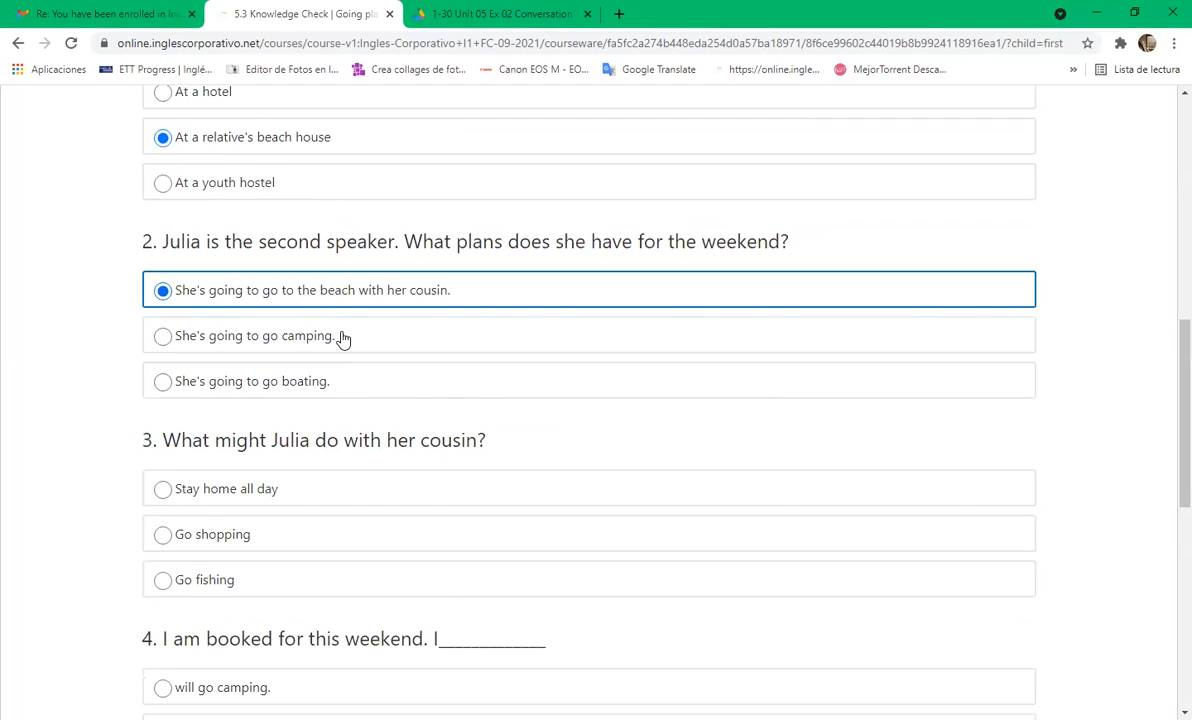 Re: You have been enrolled in In
5.3 Knowledge Check | Going pla
1-30 Unit 05 Ex 02 Conversation
online.inglescorporativo.net/courses/course-v1:Ingles-Corporativo+I1+FC-09-2021/courseware/fa5fc2a274b448eda254d0a57ba18971/8f6ce99602c44019b8b9924118916ea1/?child=first
Aplicaciones
ETT Progress | Inglé...
Editor de Fotos en l...
Crea collages de fot...
Canon EOS M - EO...
Google Translate
https://online.ingle...
MejorTorrent Desca...
»
Lista de lectura
At a hotel
At a relative's beach house
At a youth hostel
2. Julia is the second speaker. What plans does she have for the weekend?
She's going to go to the beach with her cousin.
She's going to go camping.
She's going to go boating.
3. What might Julia do with her cousin?
Stay home all day
Go shopping
Go fishing
4. I am booked for this weekend. I_____________
will go camping.